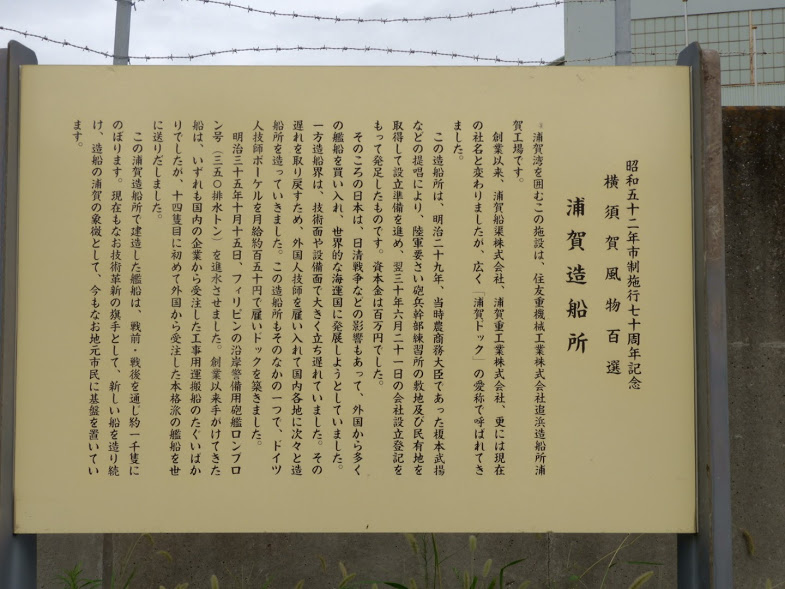 昭和五十二年市制施行七十周年記念
横須賀風物百選
浦賀造船所
浦賀湾を囲むこの施設は、住友重機械工業株式会社追浜造船所浦
賀工場です。
創業以来、浦賀船渠株式会社、浦賀重工業株式会社、更には現在
の社名と変わりましたが、広く「浦賀ドック」の愛称で呼ばれてき
ました。
この造船所は、明治二十九年、当時農商務大臣であった榎本武揚
などの提唱により、陸軍要さい砲兵幹部練習所の敷地及び民有地を
取得して設立準備を進め、翌三十年六月二十一日の会社設立登記を
もって発足したものです。資本金は百万円でした。
そのころの日本は、日清戦争などの影響もあって、外国から多く
の艦船を買い入れ、世界的な海運国に発展しようとしていました。
一方造船界は、技術面や設備面で大きく立ち遅れていました。その
遅れを取り戻すため、外国人技師を雇い入れて国内各地に次々と造
船所を造っていきました。この造船所もそのなかの一つで、ドイツ
人技師ボーケルを月給約百五十円で雇いドックを築きました。
明治三十五年十月十五日、フィリピンの沿岸警備用砲艦ロンブロ
ン号（三五〇排水トン）を進水させました。創業以来手がけてきた
船は、いずれも国内の企業から受注した工事用運搬船のたぐいばか
りでしたが、十四隻目に初めて外国から受注した本格派の艦船を世
に送りだしました。
この浦賀造船所で建造した艦船は、戦前・戦後を通じ約一千隻に
のぼります。現在もなお技術革新の旗手として、新しい船を造り続
け、造船の浦賀の象徴として、今もなお地元市民に基盤を置いてい
ます。